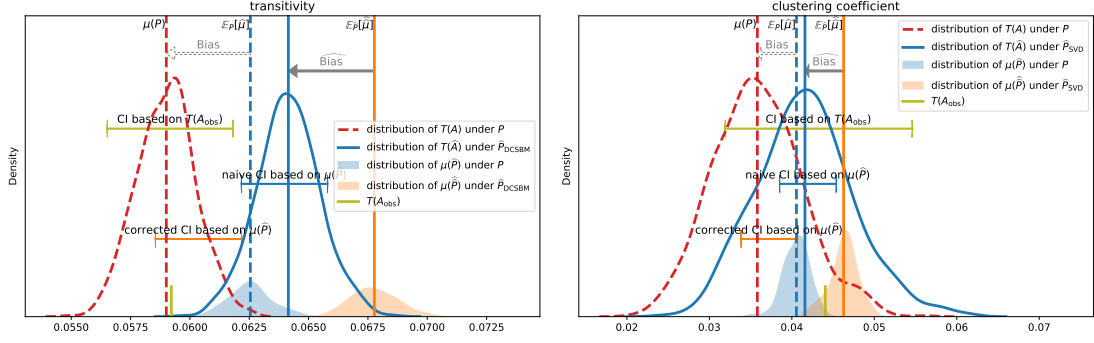 transitivity
μ(P) 𝔼_P[μ̂] 𝔼_P̂[μ̂̂]
Bias
B̂ias
CI based on T(A_obs)
distribution of T(A) under P
distribution of T(Â) under P̂_DCSBM
distribution of μ(P̂) under P
distribution of μ(P̂̂) under P̂_DCSBM
T(A_obs)
naive CI based on μ(P̂)
corrected CI based on μ(P̂)
Density
0.0550 0.0575 0.0600 0.0625 0.0650 0.0675 0.0700 0.0725
clustering coefficient
μ(P) 𝔼_P[μ̂] 𝔼_P̂[μ̂̂]
Bias
B̂ias
distribution of T(A) under P
distribution of T(Â) under P̂_SVD
distribution of μ(P̂) under P
distribution of μ(P̂̂) under P̂_SVD
T(A_obs)
CI based on T(A_obs)
naive CI based on μ(P̂)
corrected CI based on μ(P̂)
Density
0.02 0.03 0.04 0.05 0.06 0.07